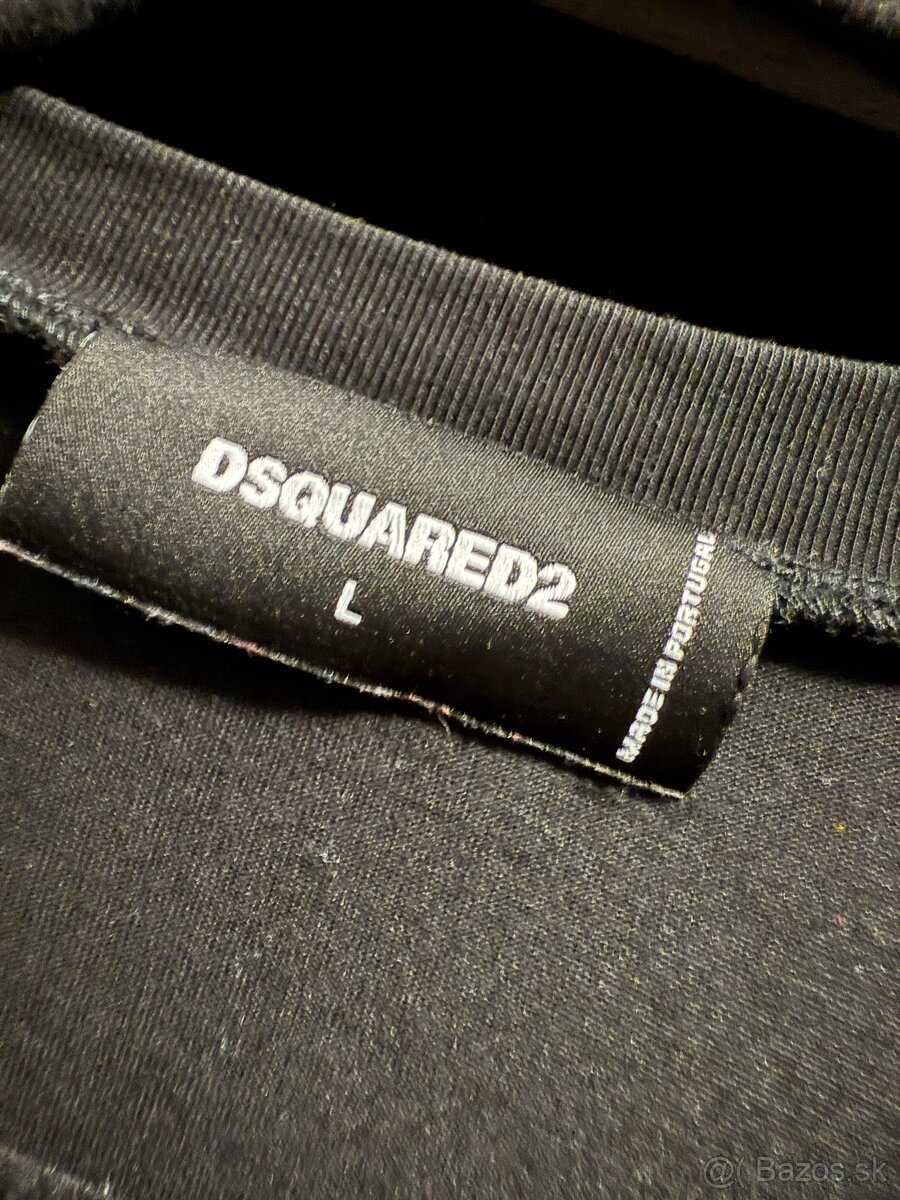 DSQUARED2
L
MADE IN PORTUGAL
@( Bazos.sk